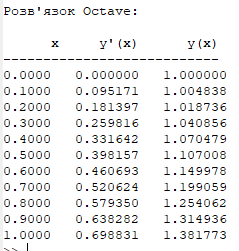 Розв'язок Octave:
x y'(x) y(x)
-----------------------------
0.0000 0.000000 1.000000
0.1000 0.095171 1.004838
0.2000 0.181397 1.018736
0.3000 0.259816 1.040856
0.4000 0.331642 1.070479
0.5000 0.398157 1.107008
0.6000 0.460693 1.149978
0.7000 0.520624 1.199059
0.8000 0.579350 1.254062
0.9000 0.638282 1.314936
1.0000 0.698831 1.381773
>>